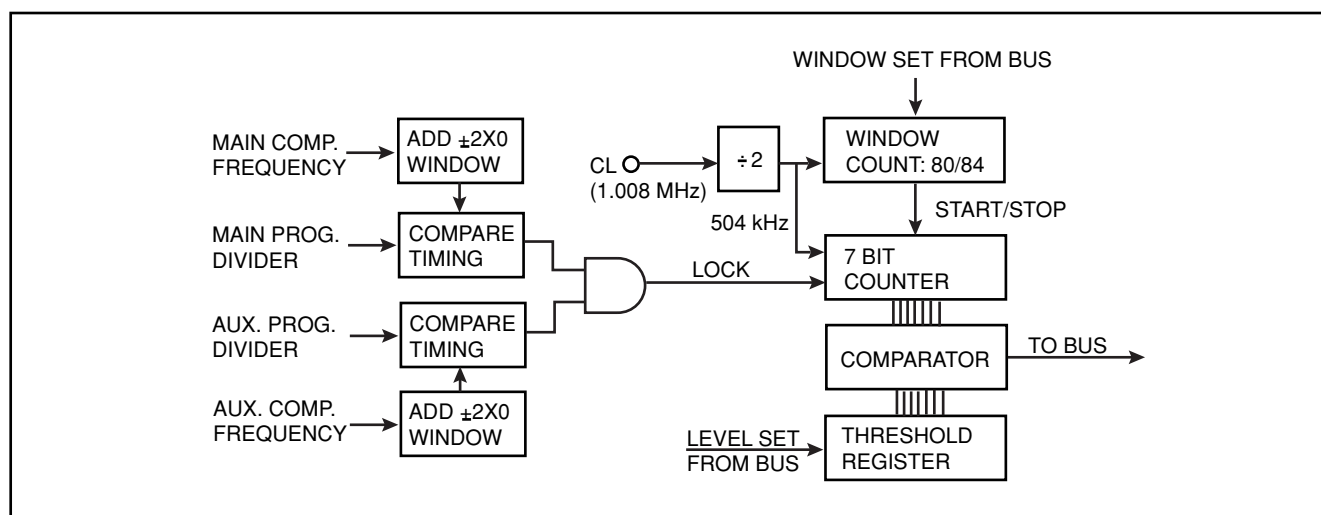 WINDOW SET FROM BUS
MAIN COMP.
FREQUENCY
ADD ±2X0
WINDOW
CL
(1.008 MHz)
÷2
WINDOW
COUNT: 80/84
504 kHz
START/STOP
MAIN PROG.
DIVIDER
COMPARE
TIMING
LOCK
7 BIT
COUNTER
AUX. PROG.
DIVIDER
COMPARE
TIMING
COMPARATOR
TO BUS
AUX. COMP.
FREQUENCY
ADD ±2X0
WINDOW
LEVEL SET
FROM BUS
THRESHOLD
REGISTER